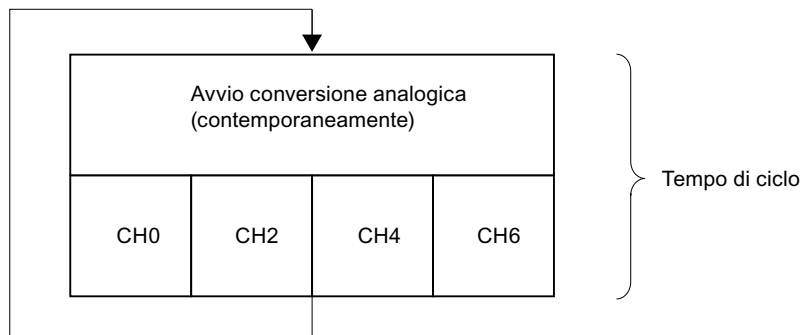 Avvio conversione analogica
(contemporaneamente)
Tempo di ciclo
CH0
CH2
CH4
CH6